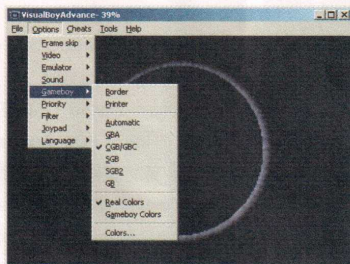 VisualBoyAdvance- 39%
File Options Cheats Tools Help
Frame skip
Video
Emulator
Sound
Gameboy
Priority
Filter
Joypad
Language
Border
Printer
Automatic
GBA
CGB/GBC
SGB
SGB2
GB
Real Colors
Gameboy Colors
Colors...